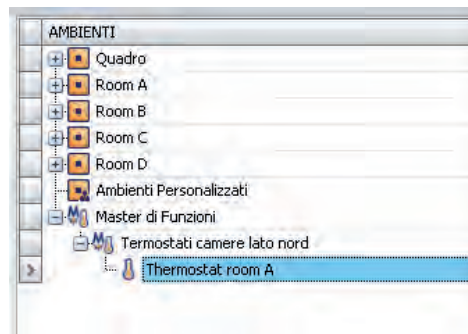 AMBIENTI
Quadro
Room A
Room B
Room C
Room D
Ambienti Personalizzati
Master di Funzioni
Termostati camere lato nord
Thermostat room A